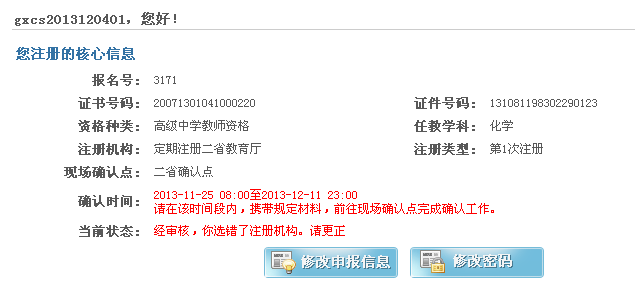 gxcs2013120401，您好！
您注册的核心信息
报名号： 3171
证书号码： 20071301041000220 证件号码： 131081198302290123
资格种类： 高级中学教师资格 任教学科： 化学
注册机构： 定期注册二省教育厅 注册类型： 第1次注册
现场确认点： 二省确认点
确认时间： 2013-11-25 08:00至2013-12-11 23:00
请在该时间段内，携带规定材料，前往现场确认点完成确认工作。
当前状态： 经审核，你选错了注册机构。请更正
修改申报信息 修改密码